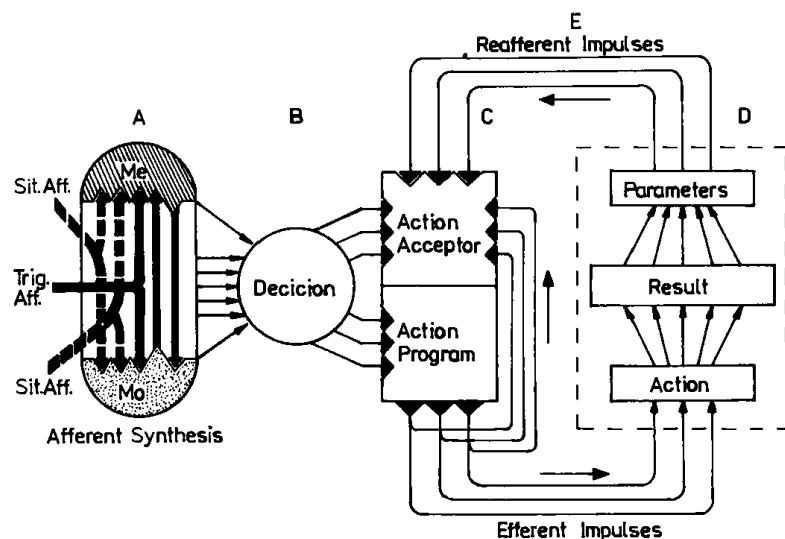 E
Reafferent Impulses
A
B
C
D
Me
Sit. Aff.
Trig.
Aff.
Sit. Aff.
Mo
Afferent Synthesis
Decicion
Action
Acceptor
Action
Program
Parameters
Result
Action
Efferent Impulses